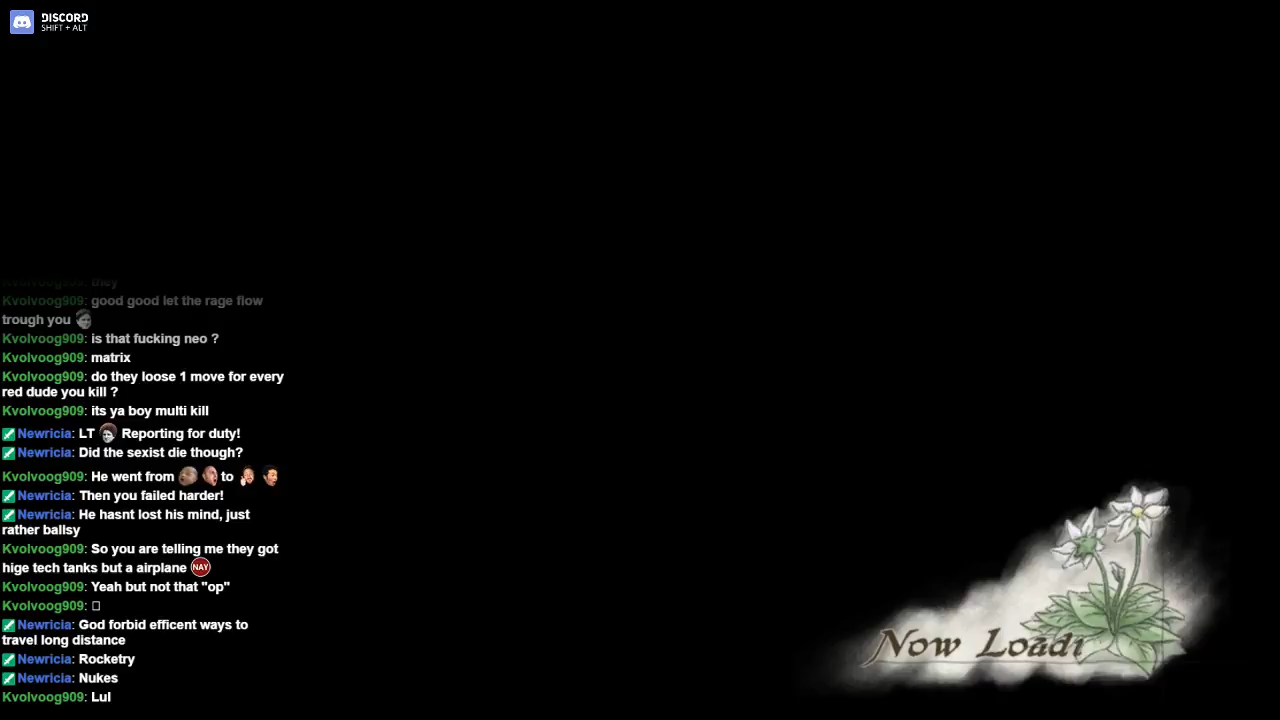 DISCORD
SHIFT + ALT
Kvolvoog909: they
Kvolvoog909: good good let the rage flow
trough you
Kvolvoog909: is that fucking neo ?
Kvolvoog909: matrix
Kvolvoog909: do they loose 1 move for every
red dude you kill ?
Kvolvoog909: its ya boy multi kill
Newricia: LT Reporting for duty!
Newricia: Did the sexist die though?
Kvolvoog909: He went from to
Newricia: Then you failed harder!
Newricia: He hasnt lost his mind, just
rather ballsy
Kvolvoog909: So you are telling me they got
hige tech tanks but a airplane NAY
Kvolvoog909: Yeah but not that "op"
Kvolvoog909:
Newricia: God forbid efficent ways to
travel long distance
Newricia: Rocketry
Newricia: Nukes
Kvolvoog909: Lul
Now Loadi